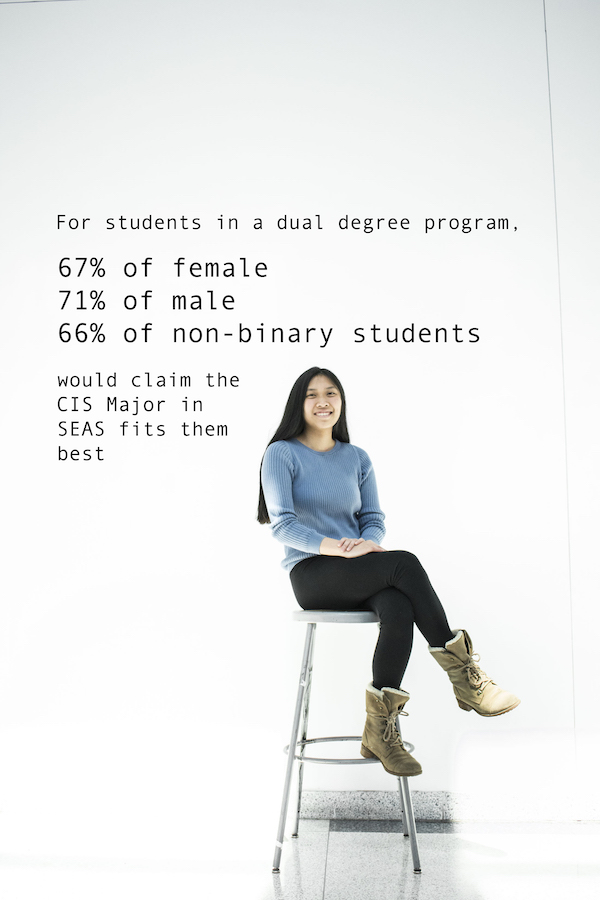 For students in a dual degree program,
67% of female
71% of male
66% of non-binary students
would claim the
CIS Major in
SEAS fits them
best